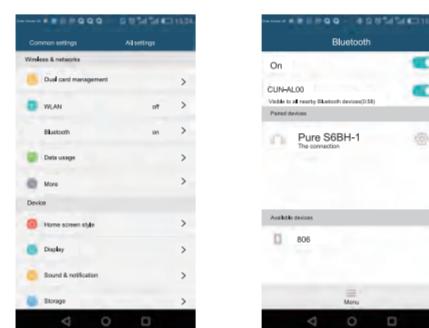 Common settings All settings
Wireless & networks
Dual card management
WLAN off
Bluetooth on
Data usage
More
Device
Home screen style
Display
Sound & notification
Storage
Bluetooth
On
CUN-AL00
Visible to all nearby Bluetooth devices(0:58)
Paired devices
Pure S6BH-1
The connection
Available devices
806
Menu